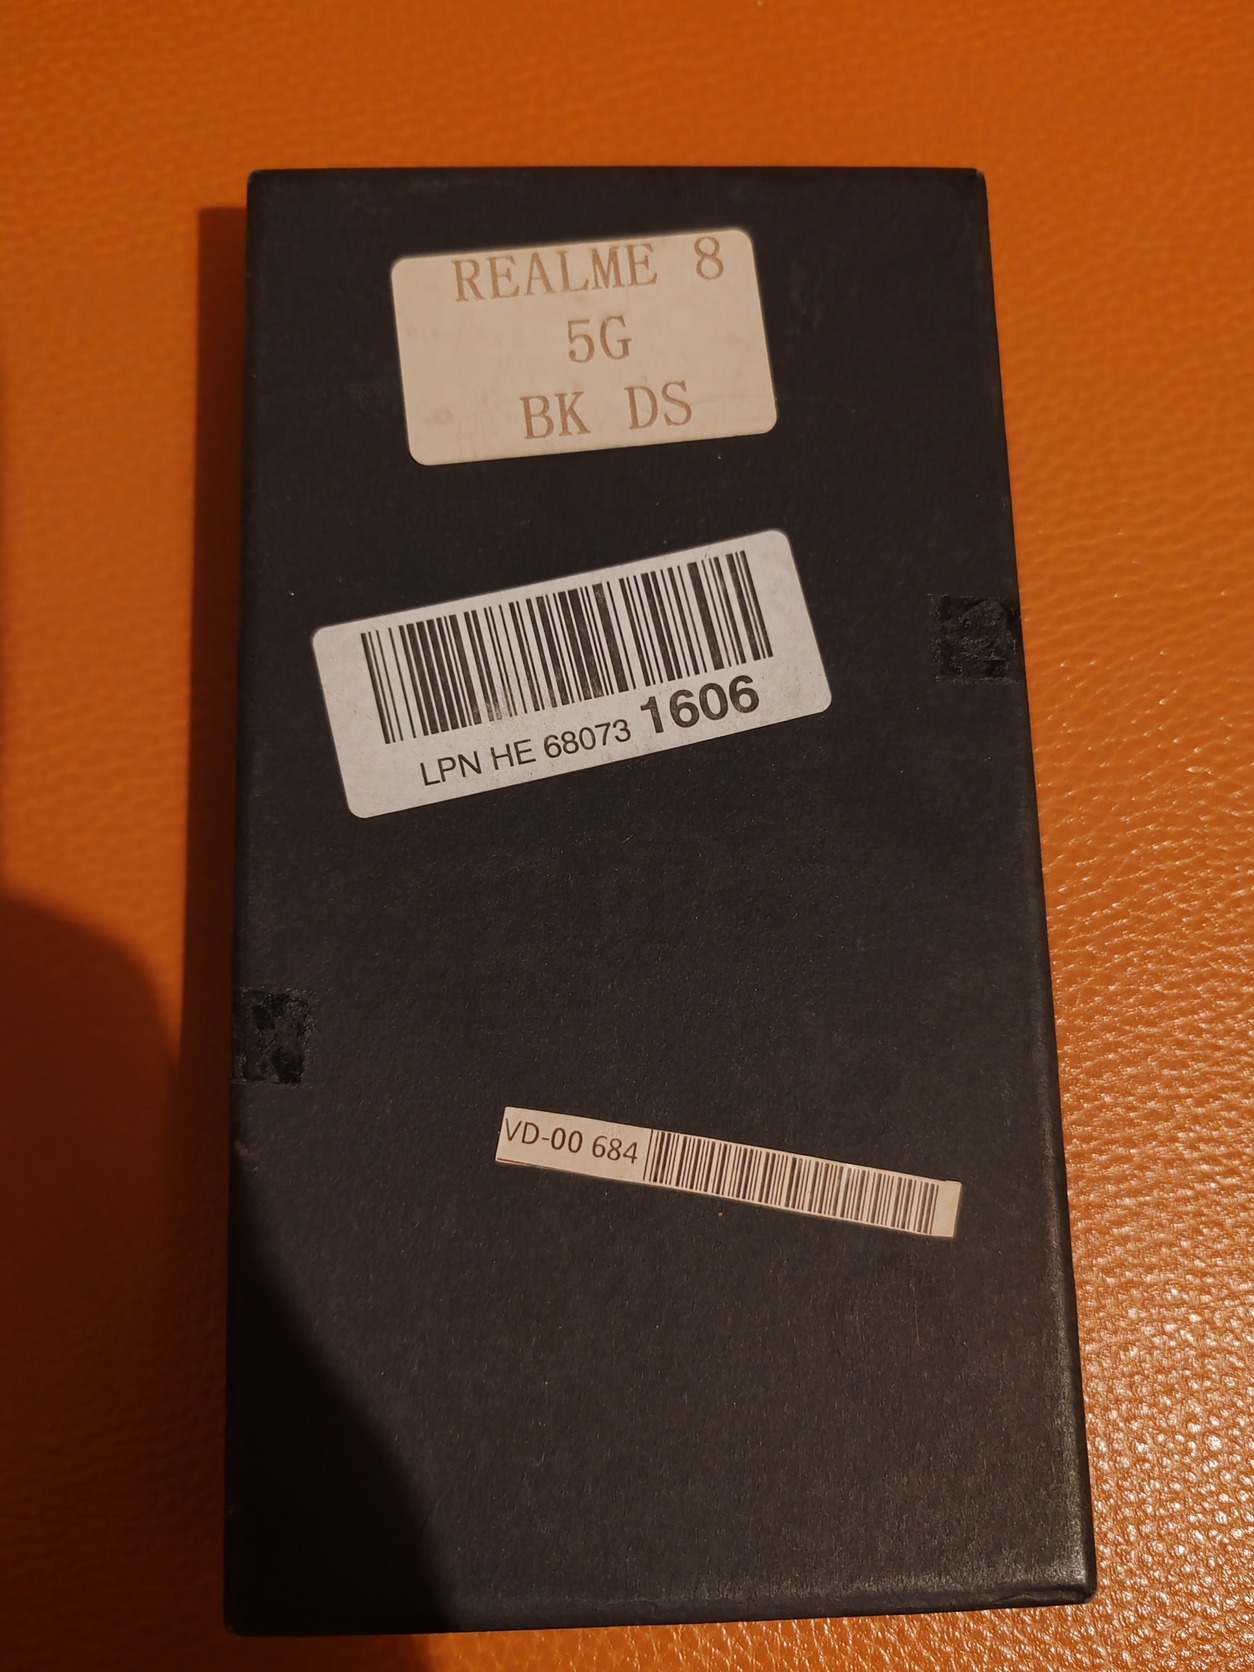 REALME 8
5G
BK DS
LPN HE 68073 1606
VD-00 684